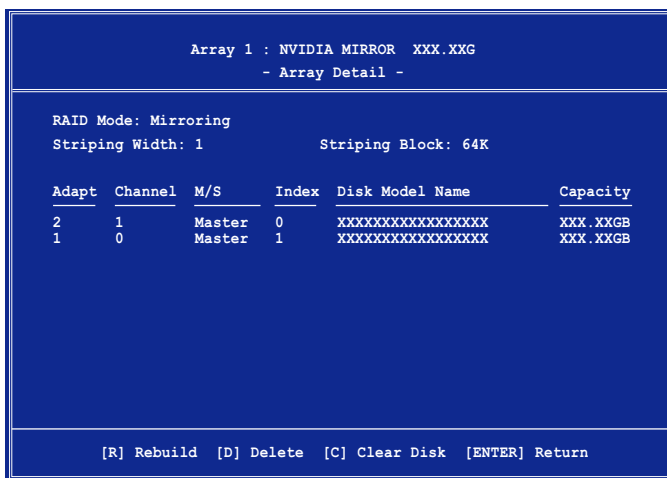 Array 1 : NVIDIA MIRROR  XXX.XXG
- Array Detail -
RAID Mode: Mirroring
Striping Width: 1    Striping Block: 64K
Adapt  Channel  M/S  Index  Disk Model Name  Capacity
2  1  Master  0  XXXXXXXXXXXXXXXXX  XXX.XXGB
1  0  Master  1  XXXXXXXXXXXXXXXXX  XXX.XXGB
[R] Rebuild  [D] Delete  [C] Clear Disk  [ENTER] Return